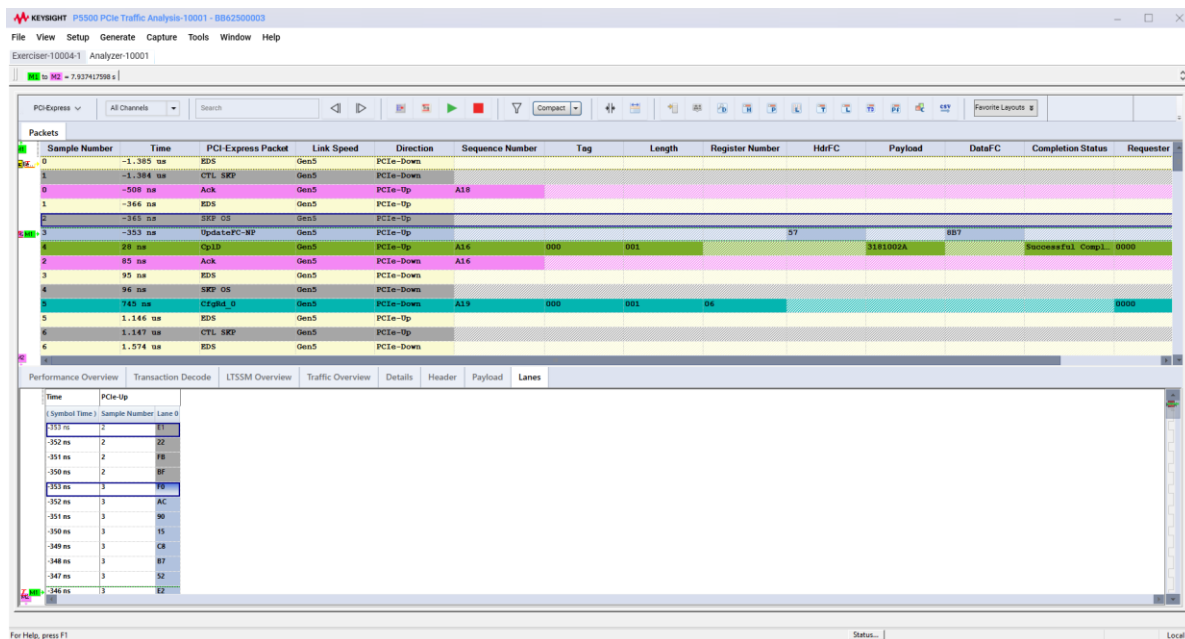 KEYSIGHT P5500 PCIe Traffic Analysis-10001 - BB62500003
File View Setup Generate Capture Tools Window Help
Exerciser-10004-1 Analyzer-10001
M1 to M2 = 7.937417598 s
PCI-Express All Channels Search Compact Favorite Layouts
Packets
Sample Number Time PCI-Express Packet Link Speed Direction Sequence Number Tag Length Register Number HdrFC Payload DataFC Completion Status Requester
0 -1.385 us EDS Gen5 PCIe-Down
1 -1.384 us CTL SKP Gen5 PCIe-Down
0 -508 ns Ack Gen5 PCIe-Up A18
1 -366 ns EDS Gen5 PCIe-Up
2 -365 ns SKP OS Gen5 PCIe-Up
M1 3 -353 ns UpdateFC-NP Gen5 PCIe-Up 57 BB7
4 28 ns CplD Gen5 PCIe-Up A16 000 001 3181002A Successful Compl... 0000
2 85 ns Ack Gen5 PCIe-Down A16
3 95 ns EDS Gen5 PCIe-Down
4 96 ns SKP OS Gen5 PCIe-Down
5 745 ns CfgRd_0 Gen5 PCIe-Down A19 000 001 06 0000
5 1.146 us EDS Gen5 PCIe-Up
6 1.147 us CTL SKP Gen5 PCIe-Up
6 1.574 us EDS Gen5 PCIe-Down
Performance Overview Transaction Decode LTSSM Overview Traffic Overview Details Header Payload Lanes
Time PCIe-Up
( Symbol Time ) Sample Number Lane 0
-353 ns 2 E1
-352 ns 2 22
-351 ns 2 FB
-350 ns 2 BF
-353 ns 3 F0
-352 ns 3 AC
-351 ns 3 90
-350 ns 3 15
-349 ns 3 C8
-348 ns 3 B7
-347 ns 3 52
M1 -346 ns 3 E2
M2
For Help, press F1 Status... Local